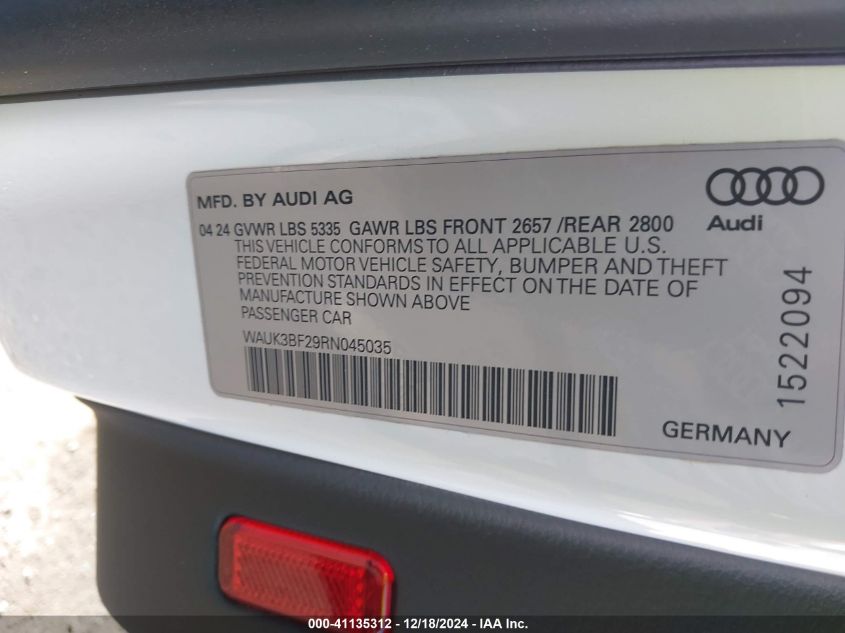 MFD. BY AUDI AG
Audi
04 24 GVWR LBS 5335 GAWR LBS FRONT 2657 /REAR 2800
THIS VEHICLE CONFORMS TO ALL APPLICABLE U.S.
FEDERAL MOTOR VEHICLE SAFETY, BUMPER AND THEFT
PREVENTION STANDARDS IN EFFECT ON THE DATE OF
MANUFACTURE SHOWN ABOVE
PASSENGER CAR
WAUK3BF29RN045035
GERMANY
1522094
000-41135312 - 12/18/2024 - IAA Inc.